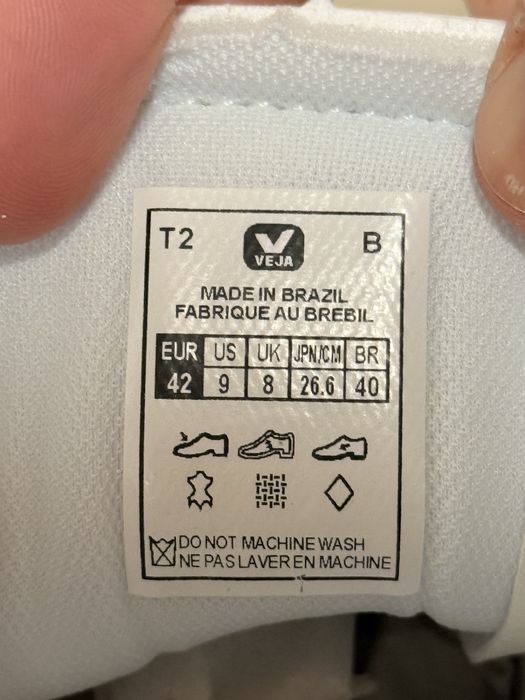 T2 VEJA B
MADE IN BRAZIL
FABRIQUE AU BREBIL
EUR US UK JPN/CM BR
42 9 8 26.6 40
DO NOT MACHINE WASH
NE PAS LAVER EN MACHINE